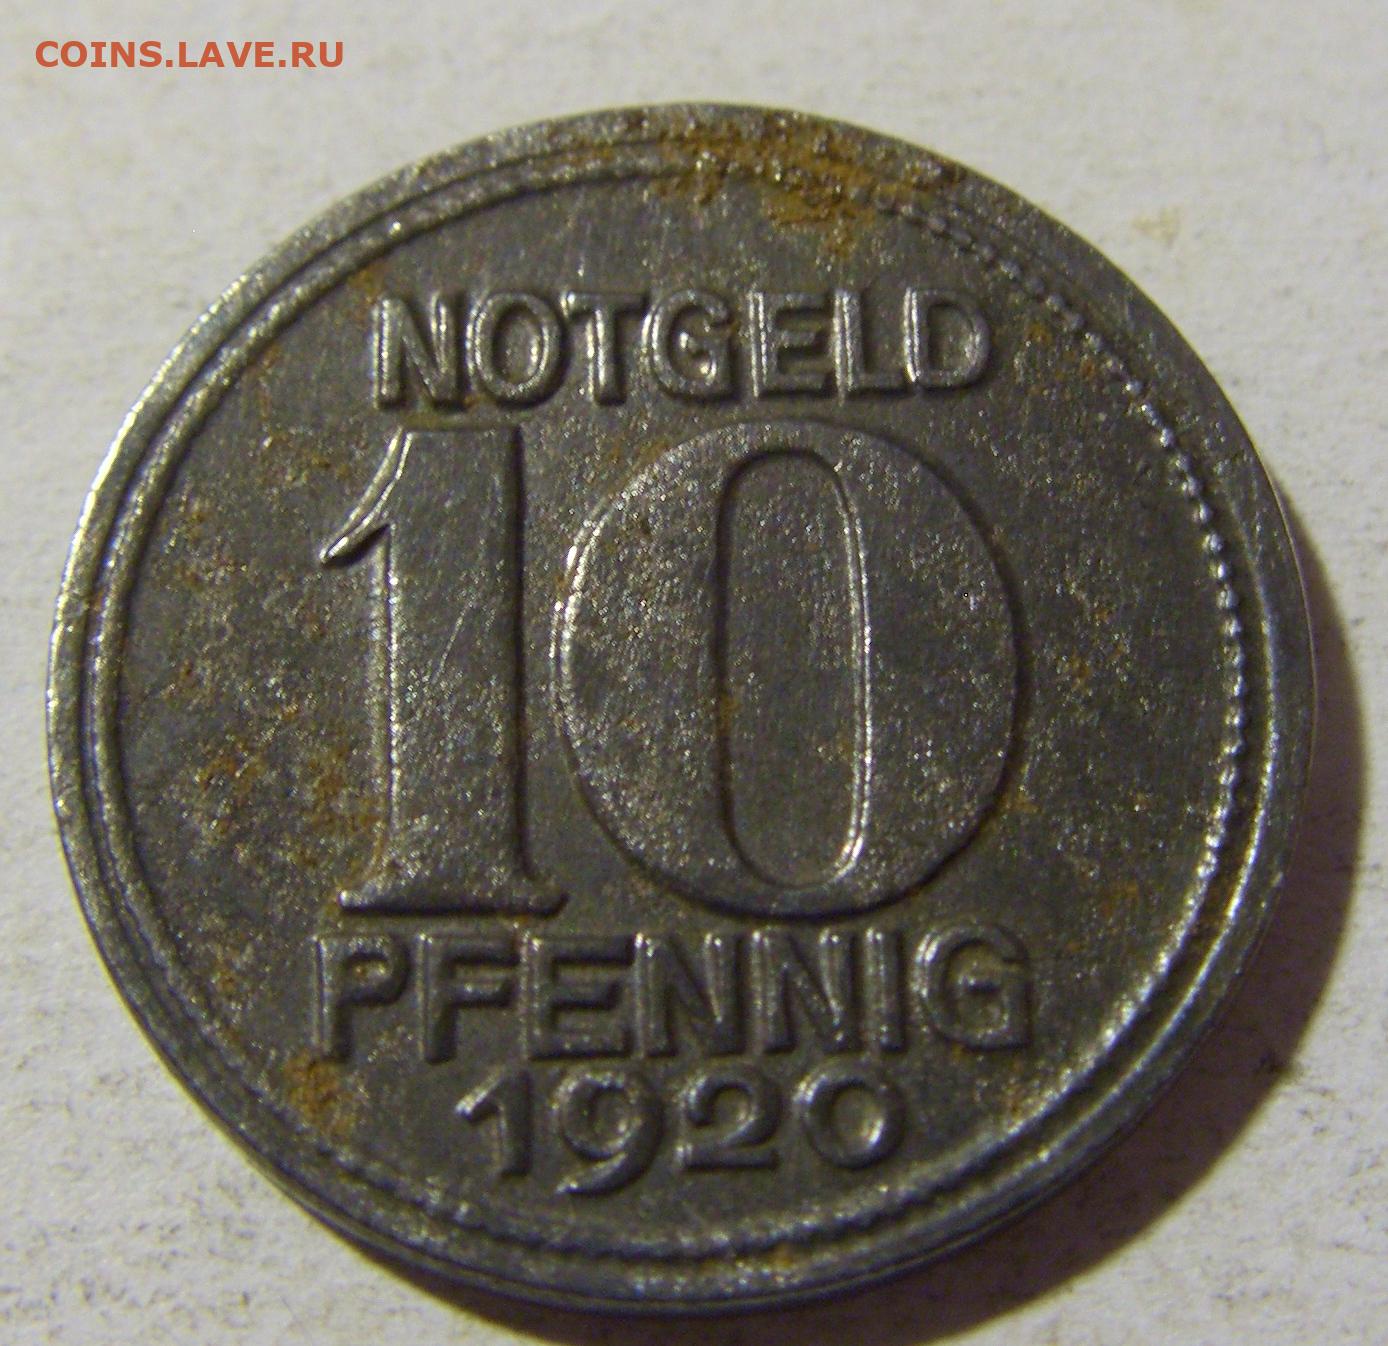 COINS.LAVE.RU
NOTGELD
10
PFENNIG
1920